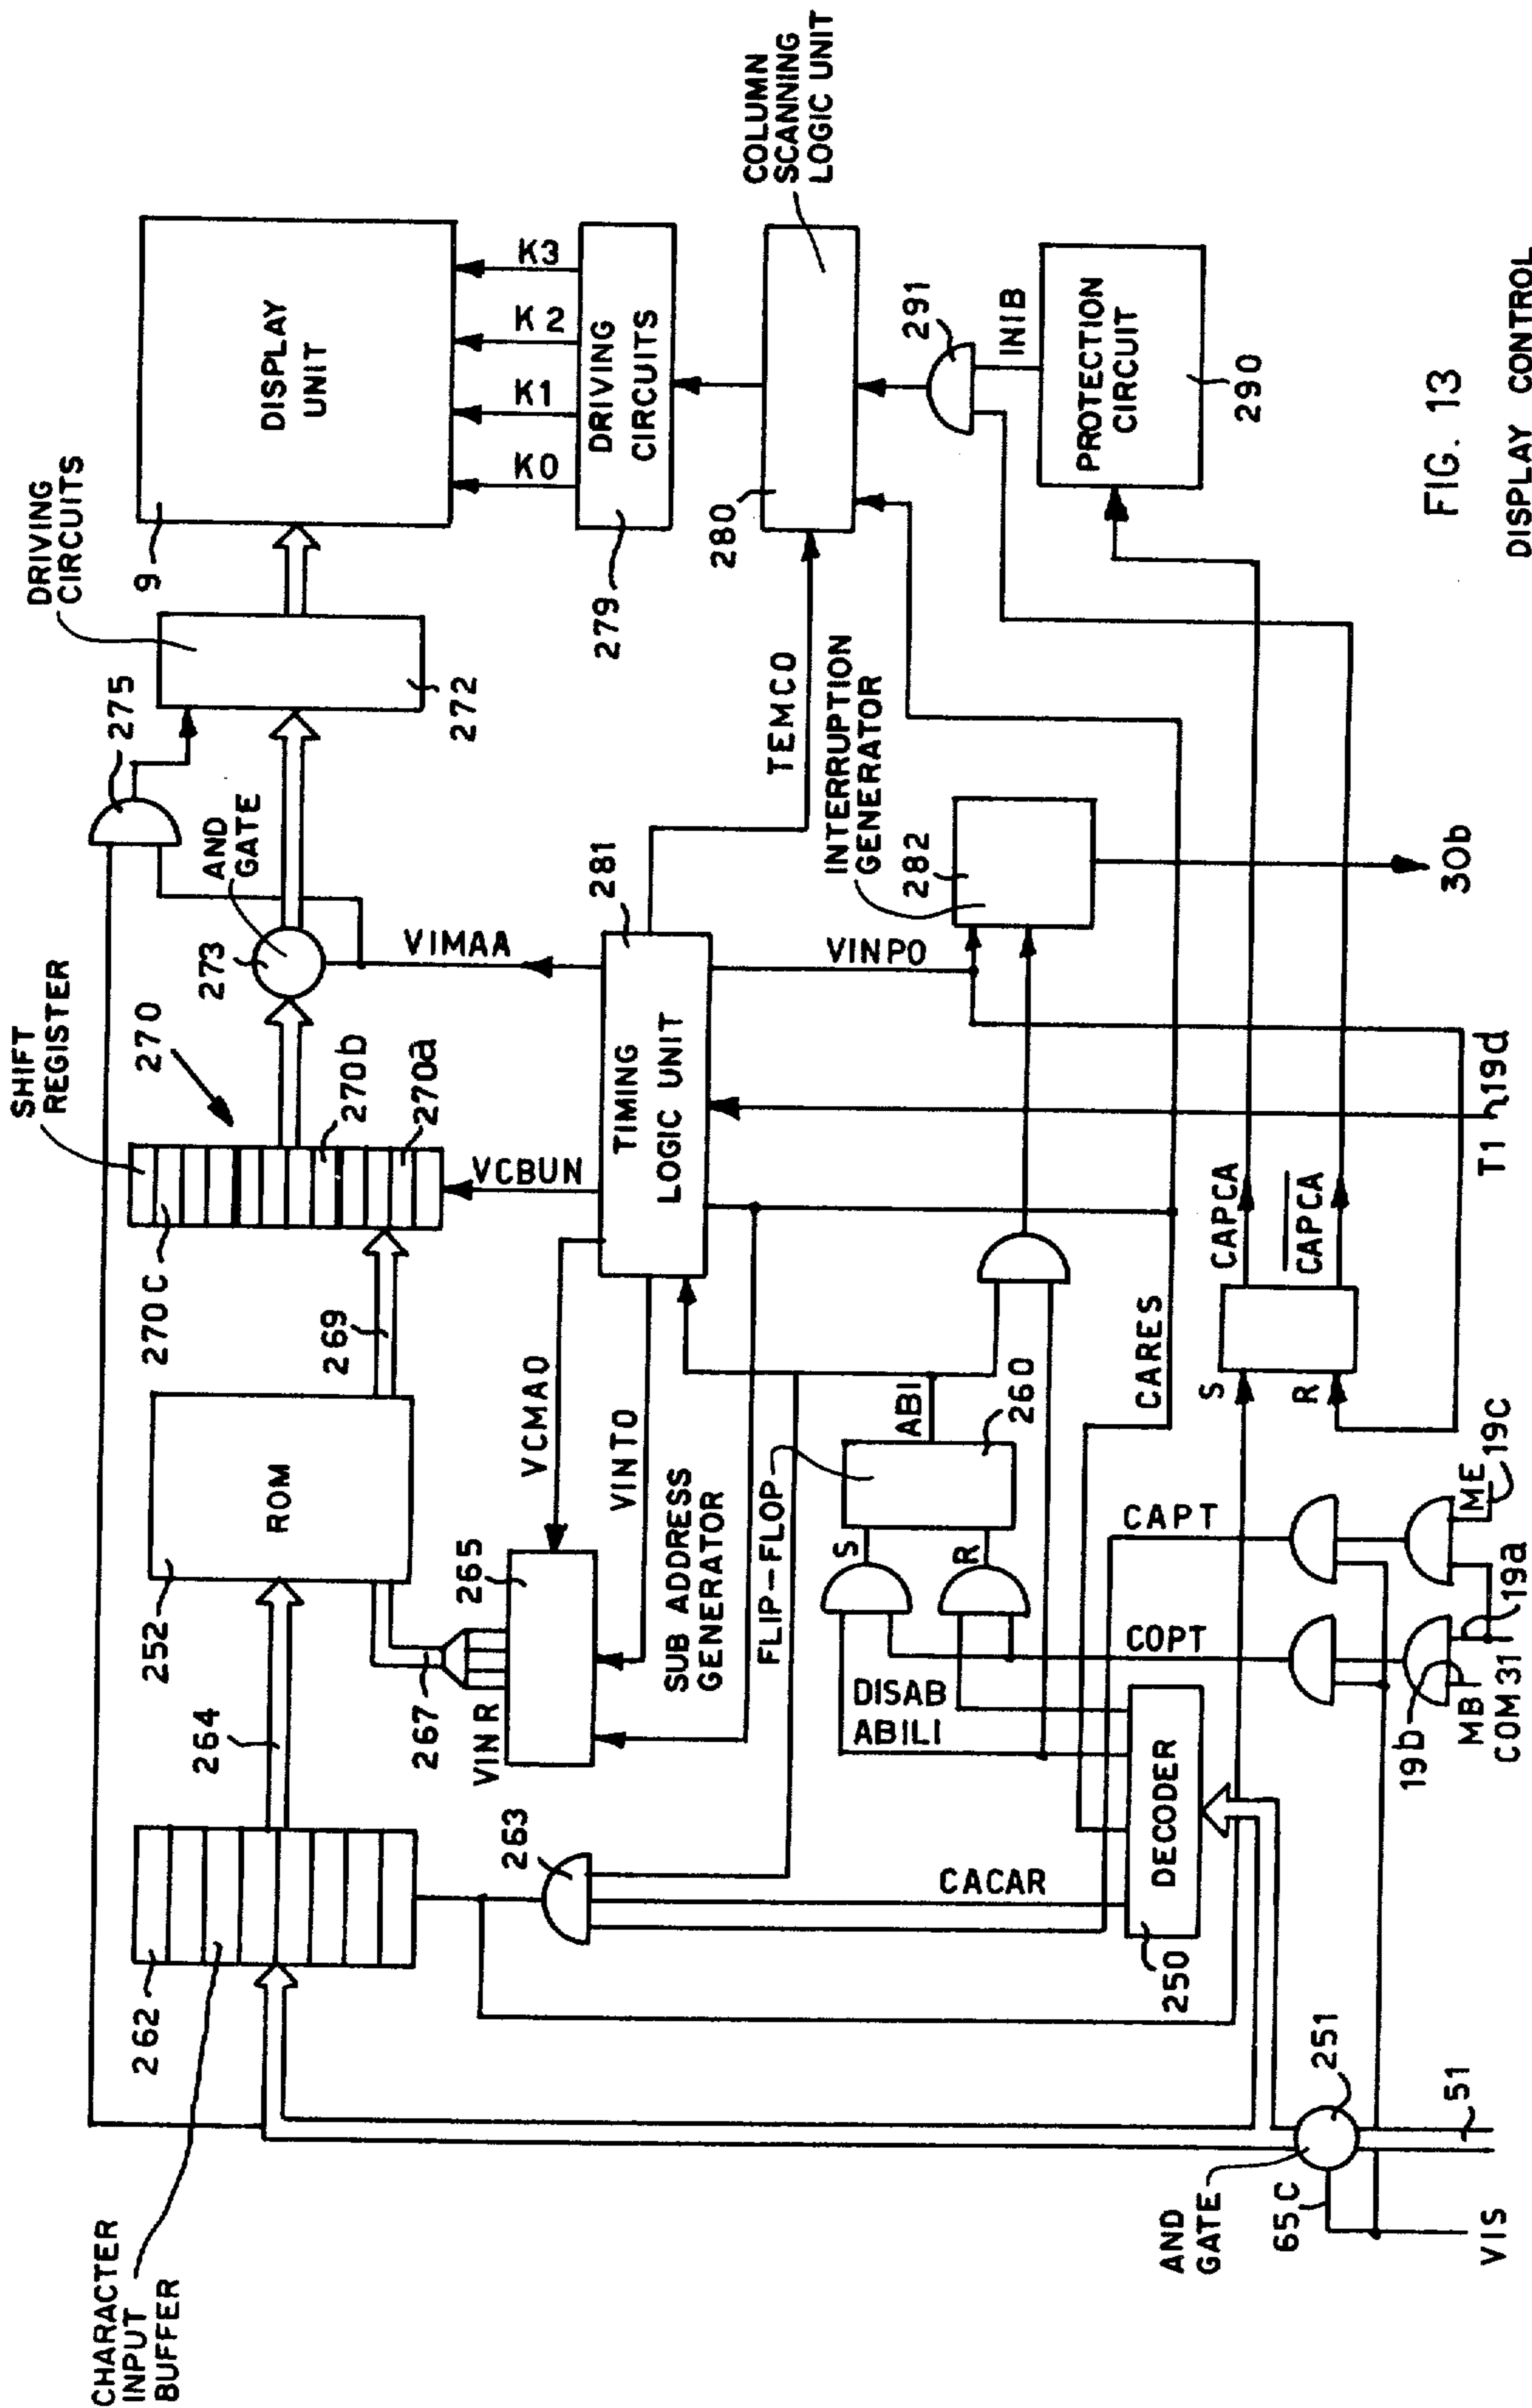 CHARACTER
INPUT
BUFFER
262
264
252
ROM
269
270C
SHIFT
REGISTER
270
270b
270a
273
AND
GATE
275
DRIVING
CIRCUITS
272
9
DISPLAY
UNIT
K0
K1
K2
K3
DRIVING
CIRCUITS
279
VINR
267
265
VCMAO
VINTO
SUB ADDRESS
GENERATOR
VCBUN
VIMAA
TIMING
LOGIC UNIT
281
VINPO
TEMCO
280
COLUMN
SCANNING
LOGIC UNIT
INTERRUPTION
GENERATOR
282
30b
263
CACAR
FLIP-FLOP
S
R
ABI
260
DISAB
ABILI
DECODER
250
COPT
CAPT
CARES
S
R
CAPCA
CAPCA
291
INIB
PROTECTION
CIRCUIT
290
AND
GATE
251
65C
VIS
51
19b
MBI
COM31
19a
ME
19C
T1
19d
FIG. 13
DISPLAY CONTROL